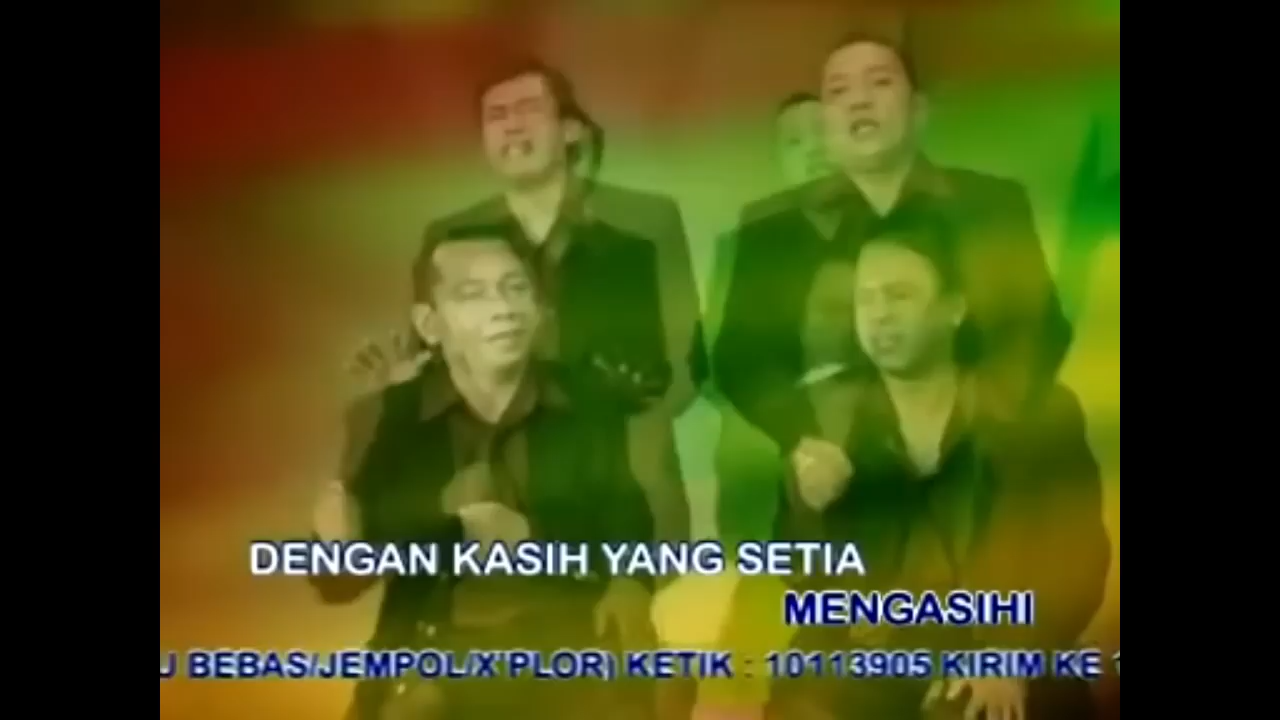 DENGAN KASIH YANG SETIA
MENGASIHI
BEBAS/JEMPOL/X'PLOR) KETIK : 10113905 KIRIM KE